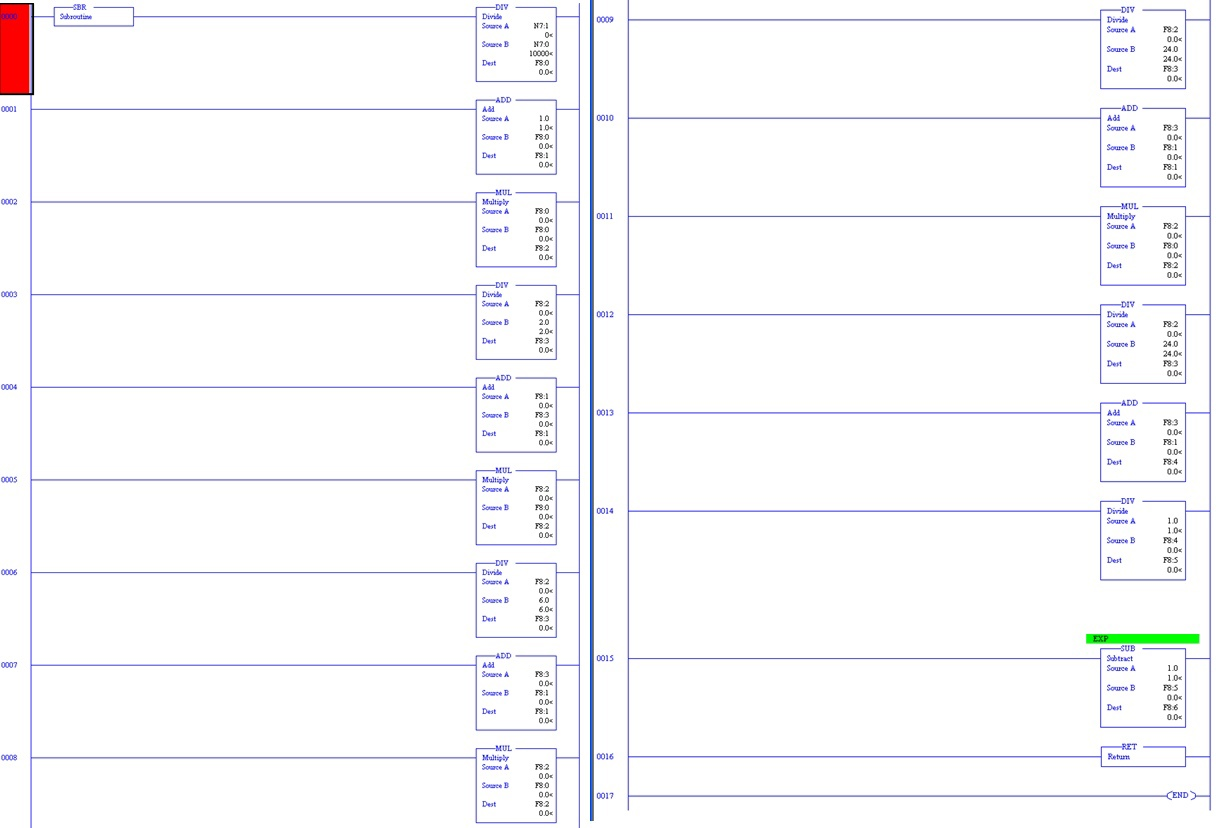 0000
SBR
Subroutine
DIV
Divide
Source A N7:1
0<
Source B N7:0
10000<
Dest F8:0
0.0<
0001
ADD
Add
Source A 1.0
1.0<
Source B F8:0
0.0<
Dest F8:1
0.0<
0002
MUL
Multiply
Source A F8:0
0.0<
Source B F8:0
0.0<
Dest F8:2
0.0<
0003
DIV
Divide
Source A F8:2
0.0<
Source B 2.0
2.0<
Dest F8:3
0.0<
0004
ADD
Add
Source A F8:1
0.0<
Source B F8:3
0.0<
Dest F8:1
0.0<
0005
MUL
Multiply
Source A F8:2
0.0<
Source B F8:0
0.0<
Dest F8:2
0.0<
0006
DIV
Divide
Source A F8:2
0.0<
Source B 6.0
6.0<
Dest F8:3
0.0<
0007
ADD
Add
Source A F8:3
0.0<
Source B F8:1
0.0<
Dest F8:1
0.0<
0008
MUL
Multiply
Source A F8:2
0.0<
Source B F8:0
0.0<
Dest F8:2
0.0<
0009
DIV
Divide
Source A F8:2
0.0<
Source B 24.0
24.0<
Dest F8:3
0.0<
0010
ADD
Add
Source A F8:3
0.0<
Source B F8:1
0.0<
Dest F8:1
0.0<
0011
MUL
Multiply
Source A F8:2
0.0<
Source B F8:0
0.0<
Dest F8:2
0.0<
0012
DIV
Divide
Source A F8:2
0.0<
Source B 24.0
24.0<
Dest F8:3
0.0<
0013
ADD
Add
Source A F8:3
0.0<
Source B F8:1
0.0<
Dest F8:4
0.0<
0014
DIV
Divide
Source A 1.0
1.0<
Source B F8:4
0.0<
Dest F8:5
0.0<
EXP
0015
SUB
Subtract
Source A 1.0
1.0<
Source B F8:5
0.0<
Dest F8:6
0.0<
0016
RET
Return
0017
END